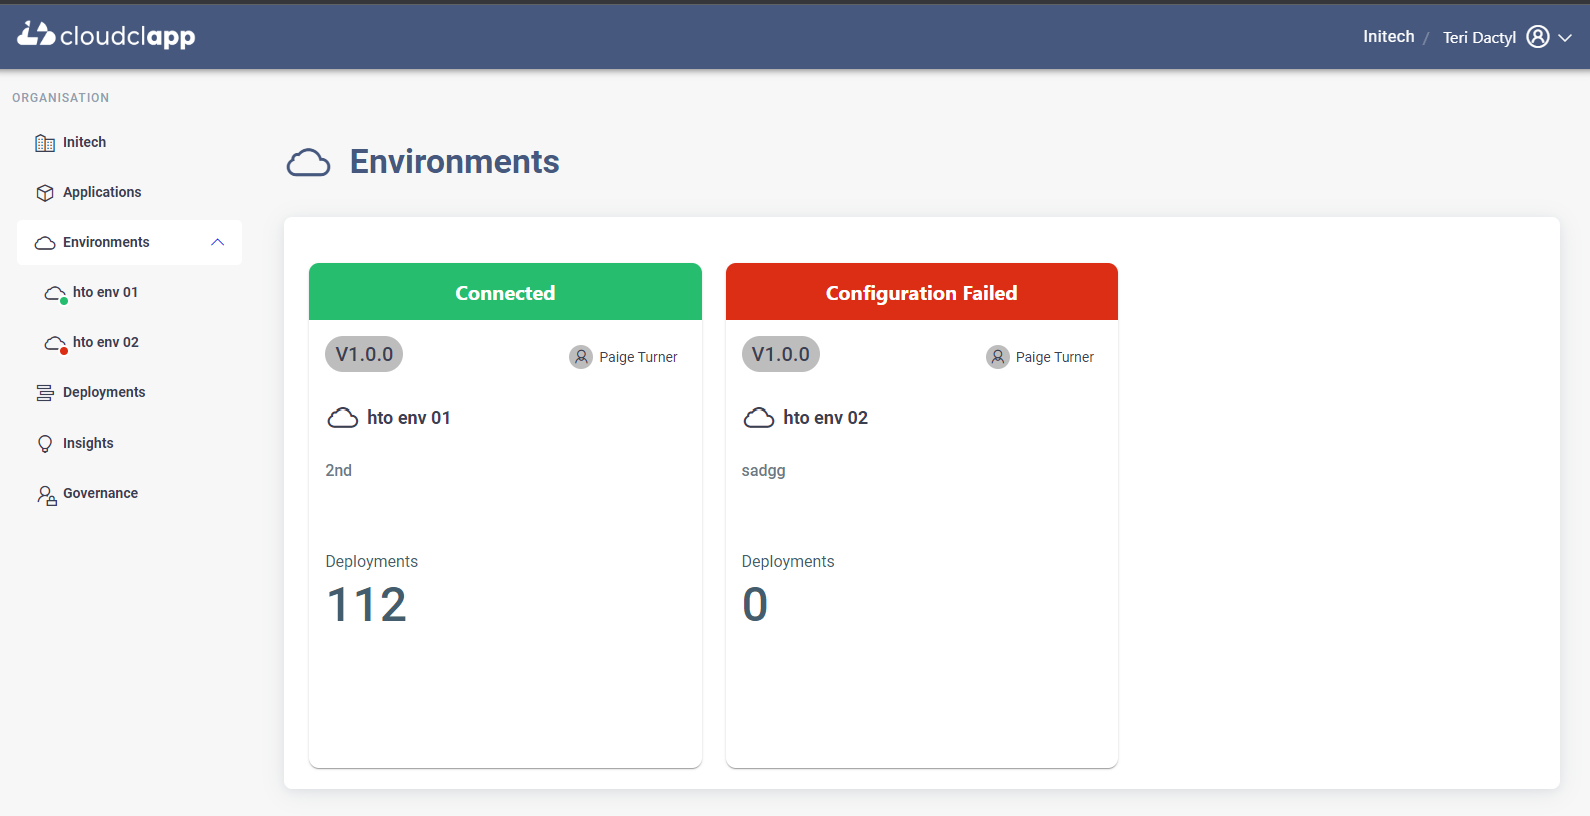 cloudclapp
Initech / Teri Dactyl
ORGANISATION
Initech
Applications
Environments
hto env 01
hto env 02
Deployments
Insights
Governance
Environments
Connected
V1.0.0
Paige Turner
hto env 01
2nd
Deployments
112
Configuration Failed
V1.0.0
Paige Turner
hto env 02
sadgg
Deployments
0